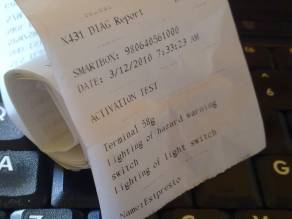 X431 DIAG Report
SMARTBOX: 980640561000
DATE: 3/12/2010 7:33:23 AM
ACTIVATION TEST
Terminal 58g
Lighting of hazard warning
switch
Lighting of light switch
Name:Estpresto
A